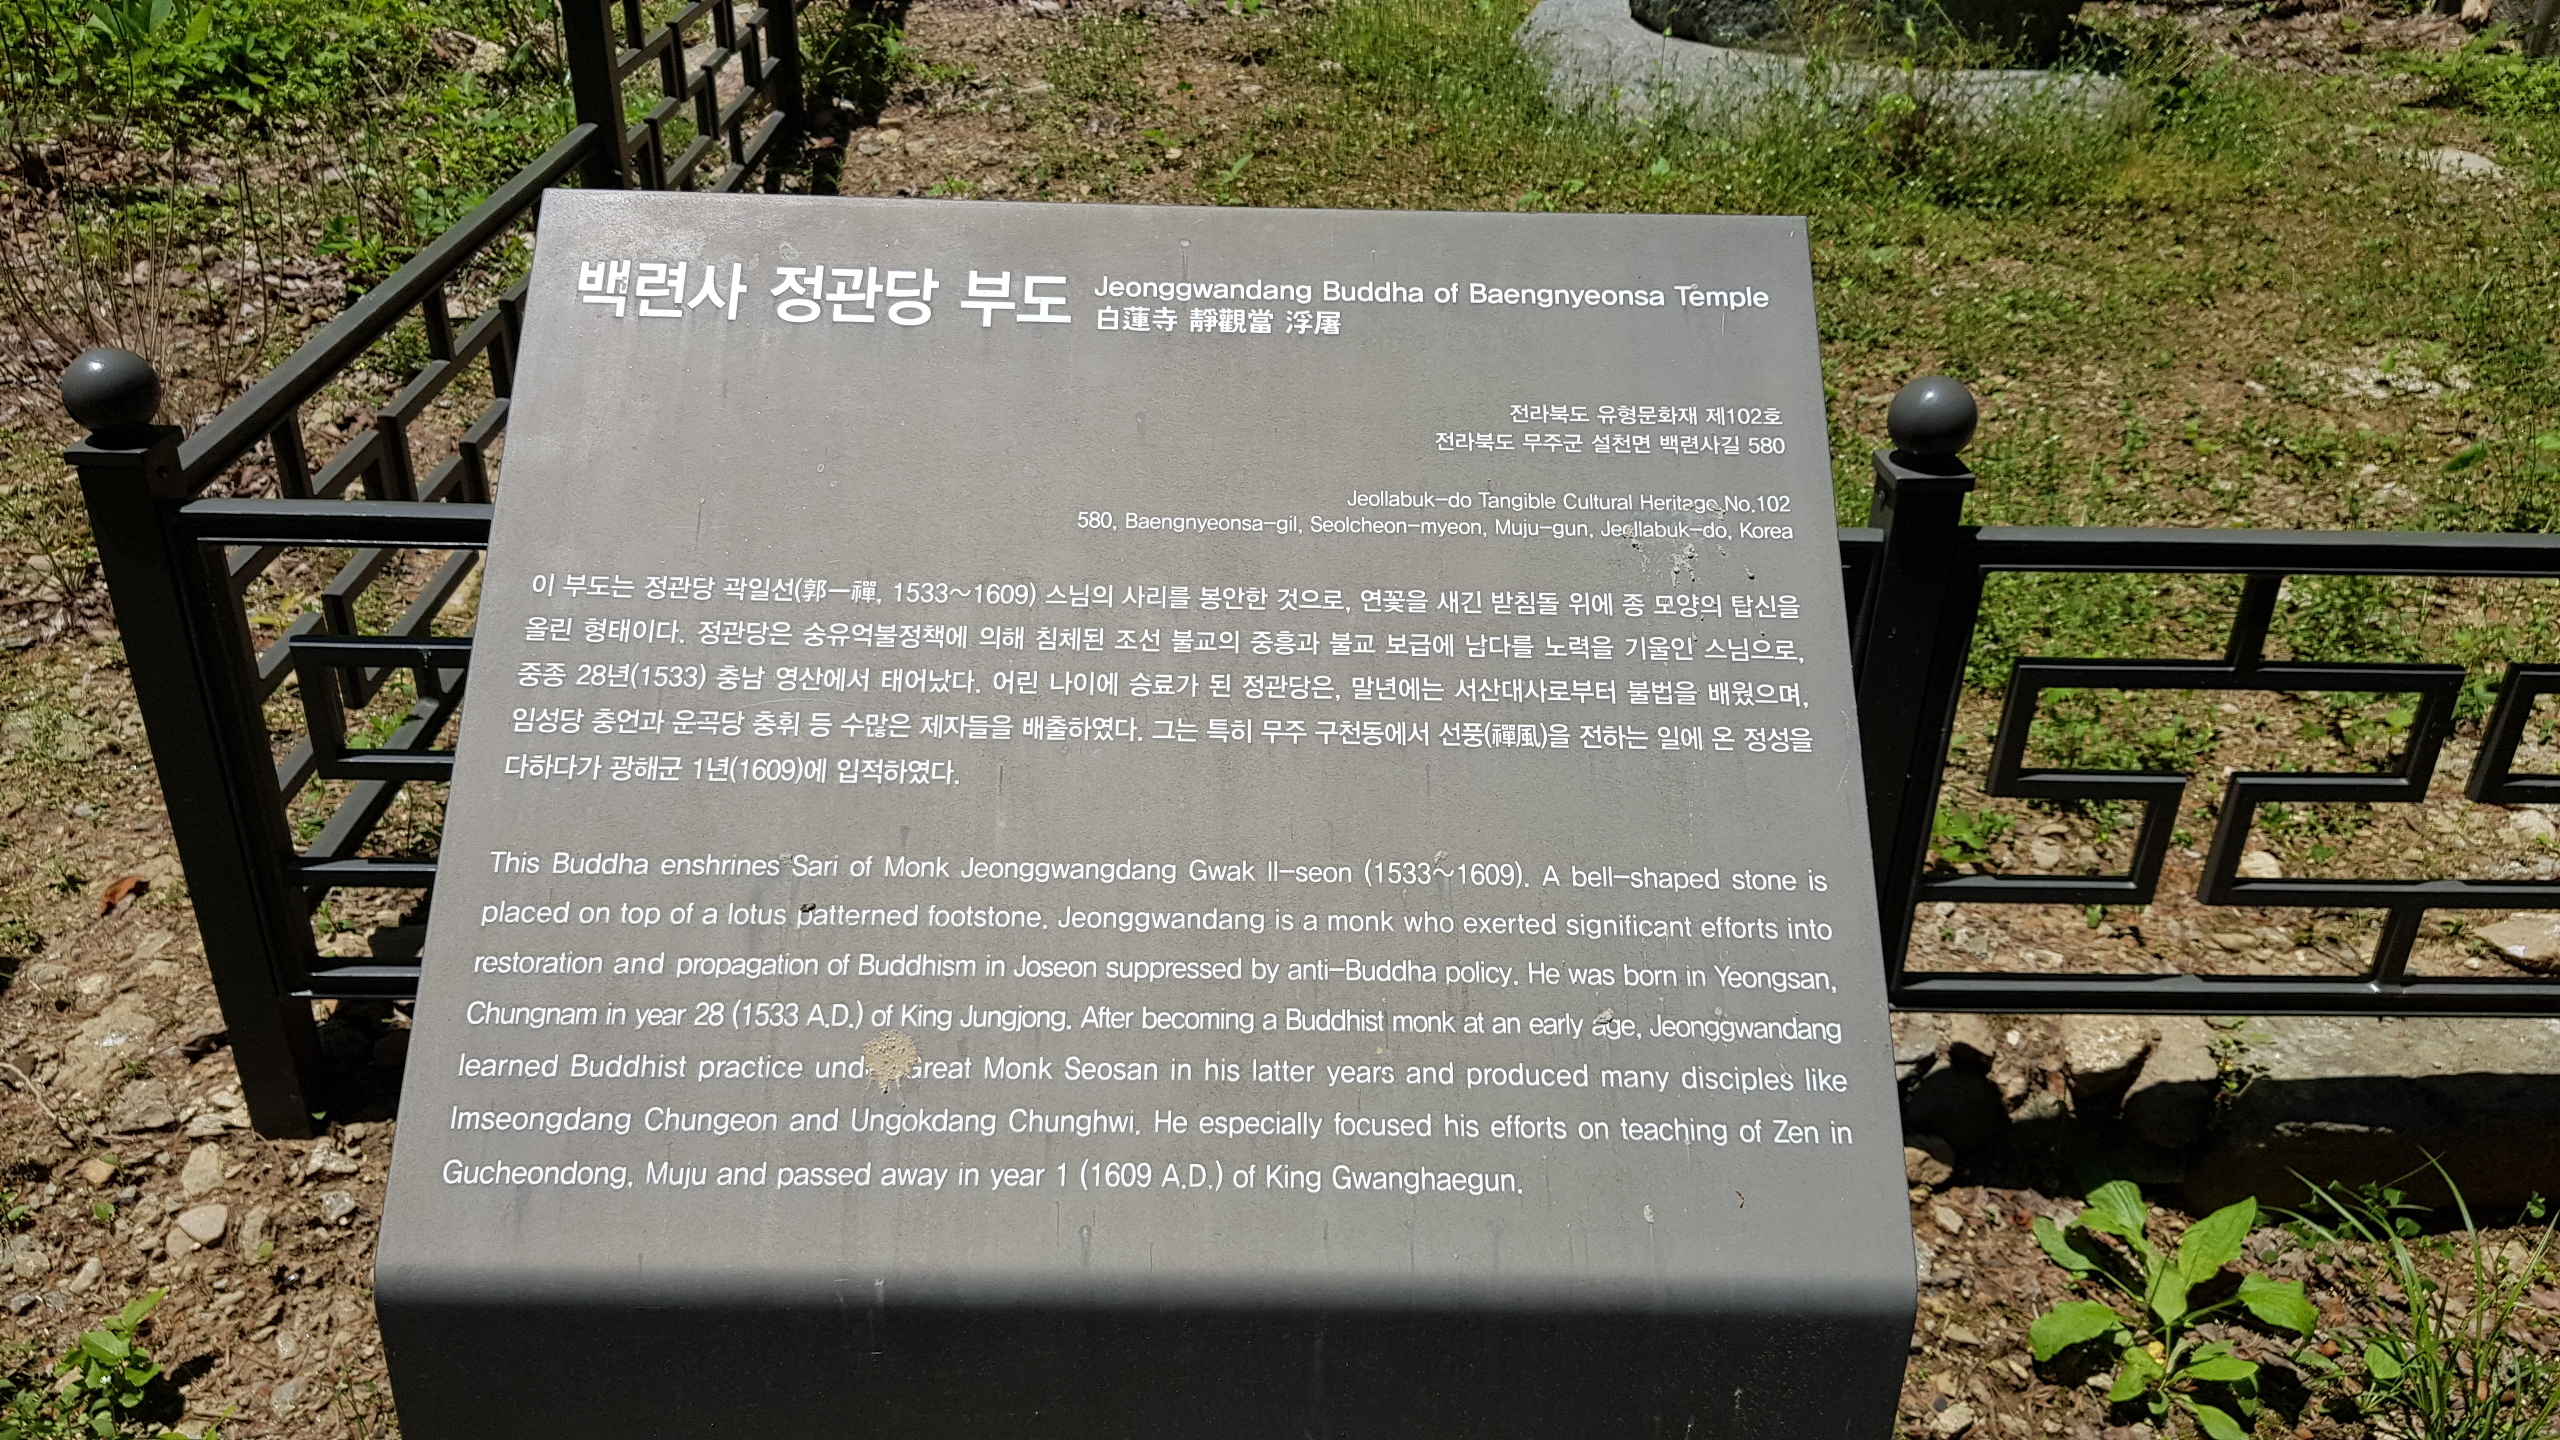 백련사 정관당 부도
Jeonggwandang Buddha of Baengnyeonsa Temple
白蓮寺 靜觀當 浮屠
전라북도 유형문화재 제102호
전라북도 무주군 설천면 백련사길 580
Jeollabuk-do Tangible Cultural Heritage No.102
580, Baengnyeonsa-gil, Seolcheon-myeon, Muju-gun, Jeollabuk-do, Korea
이 부도는 정관당 곽일선(郭一禪, 1533~1609) 스님의 사리를 봉안한 것으로, 연꽃을 새긴 받침돌 위에 종 모양의 탑신을
올린 형태이다. 정관당은 숭유억불정책에 의해 침체된 조선 불교의 중흥과 불교 보급에 남다를 노력을 기울인 스님으로,
중종 28년(1533) 충남 영산에서 태어났다. 어린 나이에 승료가 된 정관당은, 말년에는 서산대사로부터 불법을 배웠으며,
임성당 충언과 운곡당 충휘 등 수많은 제자들을 배출하였다. 그는 특히 무주 구천동에서 선풍(禪風)을 전하는 일에 온 정성을
다하다가 광해군 1년(1609)에 입적하였다.
This Buddha enshrines Sari of Monk Jeonggwangdang Gwak Il-seon (1533~1609). A bell-shaped stone is
placed on top of a lotus patterned footstone. Jeonggwandang is a monk who exerted significant efforts into
restoration and propagation of Buddhism in Joseon suppressed by anti-Buddha policy. He was born in Yeongsan,
Chungnam in year 28 (1533 A.D.) of King Jungjong. After becoming a Buddhist monk at an early age, Jeonggwandang
learned Buddhist practice und Great Monk Seosan in his latter years and produced many disciples like
Imseongdang Chungeon and Ungokdang Chunghwi. He especially focused his efforts on teaching of Zen in
Gucheondong, Muju and passed away in year 1 (1609 A.D.) of King Gwanghaegun.